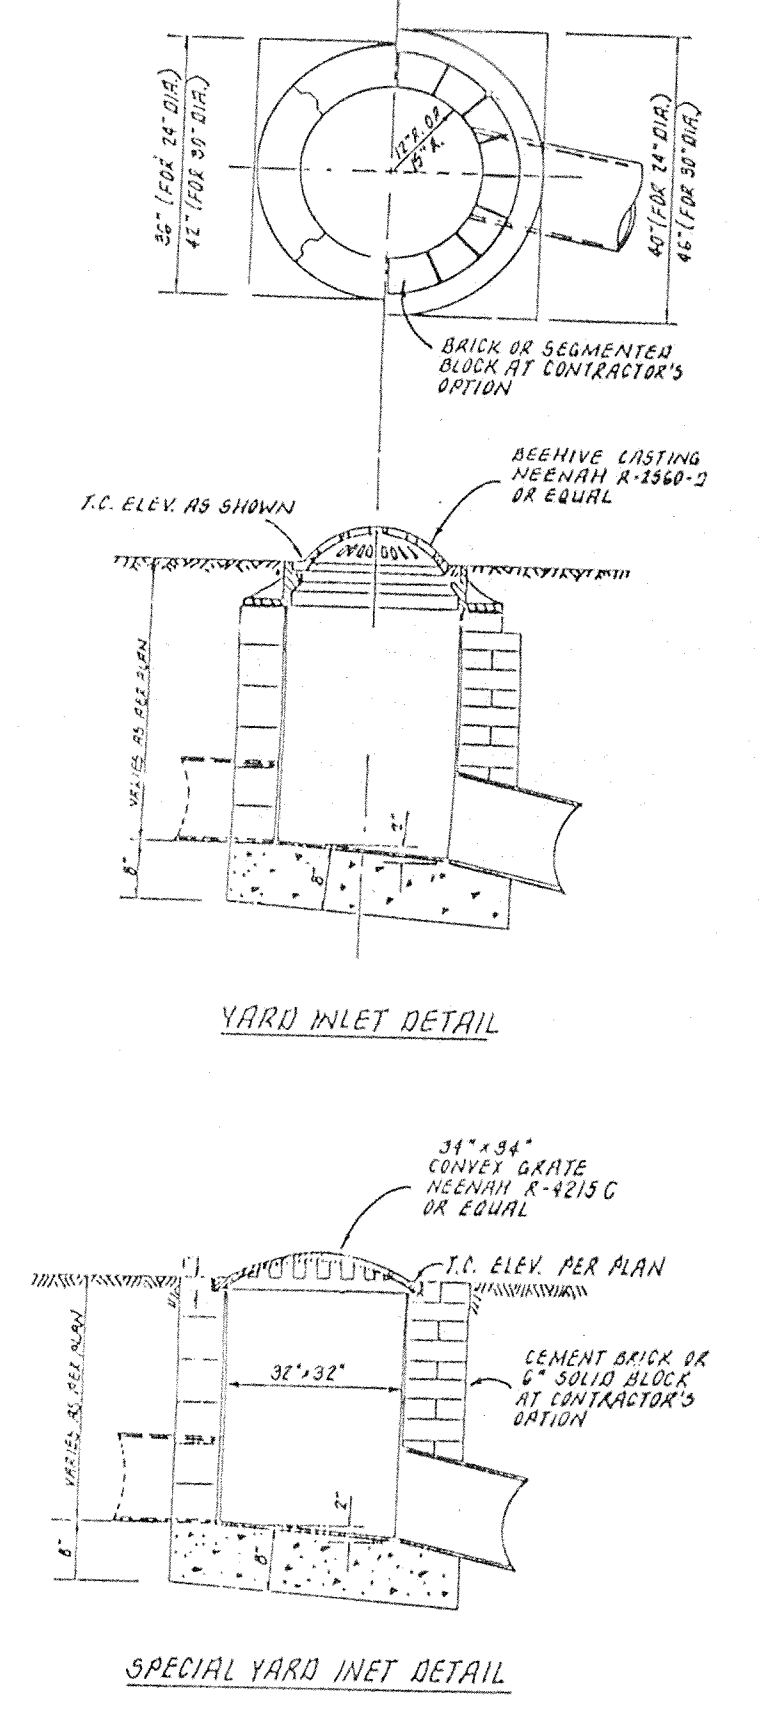 36" (FOR 24" DIA.)
42" (FOR 30" DIA.)
12" R. OR
15" R.
40" (FOR 24" DIA.)
46" (FOR 30" DIA.)
BRICK OR SEGMENTED
BLOCK AT CONTRACTOR'S
OPTION
BEEHIVE CASTING
NEENAH
OR EQUAL
T.C. ELEV. AS SHOWN
VARIES AS PER PLAN
2"
8"
8"
YARD INLET DETAIL
34" x 34"
CONVEX GRATE
NEENAH R-4215 C
OR EQUAL
T.C. ELEV. PER PLAN
VARIES AS PER PLAN
32" x 32"
CEMENT BRICK OR
6" SOLID BLOCK
AT CONTRACTOR'S
OPTION
2"
8"
8"
SPECIAL YARD INET DETAIL